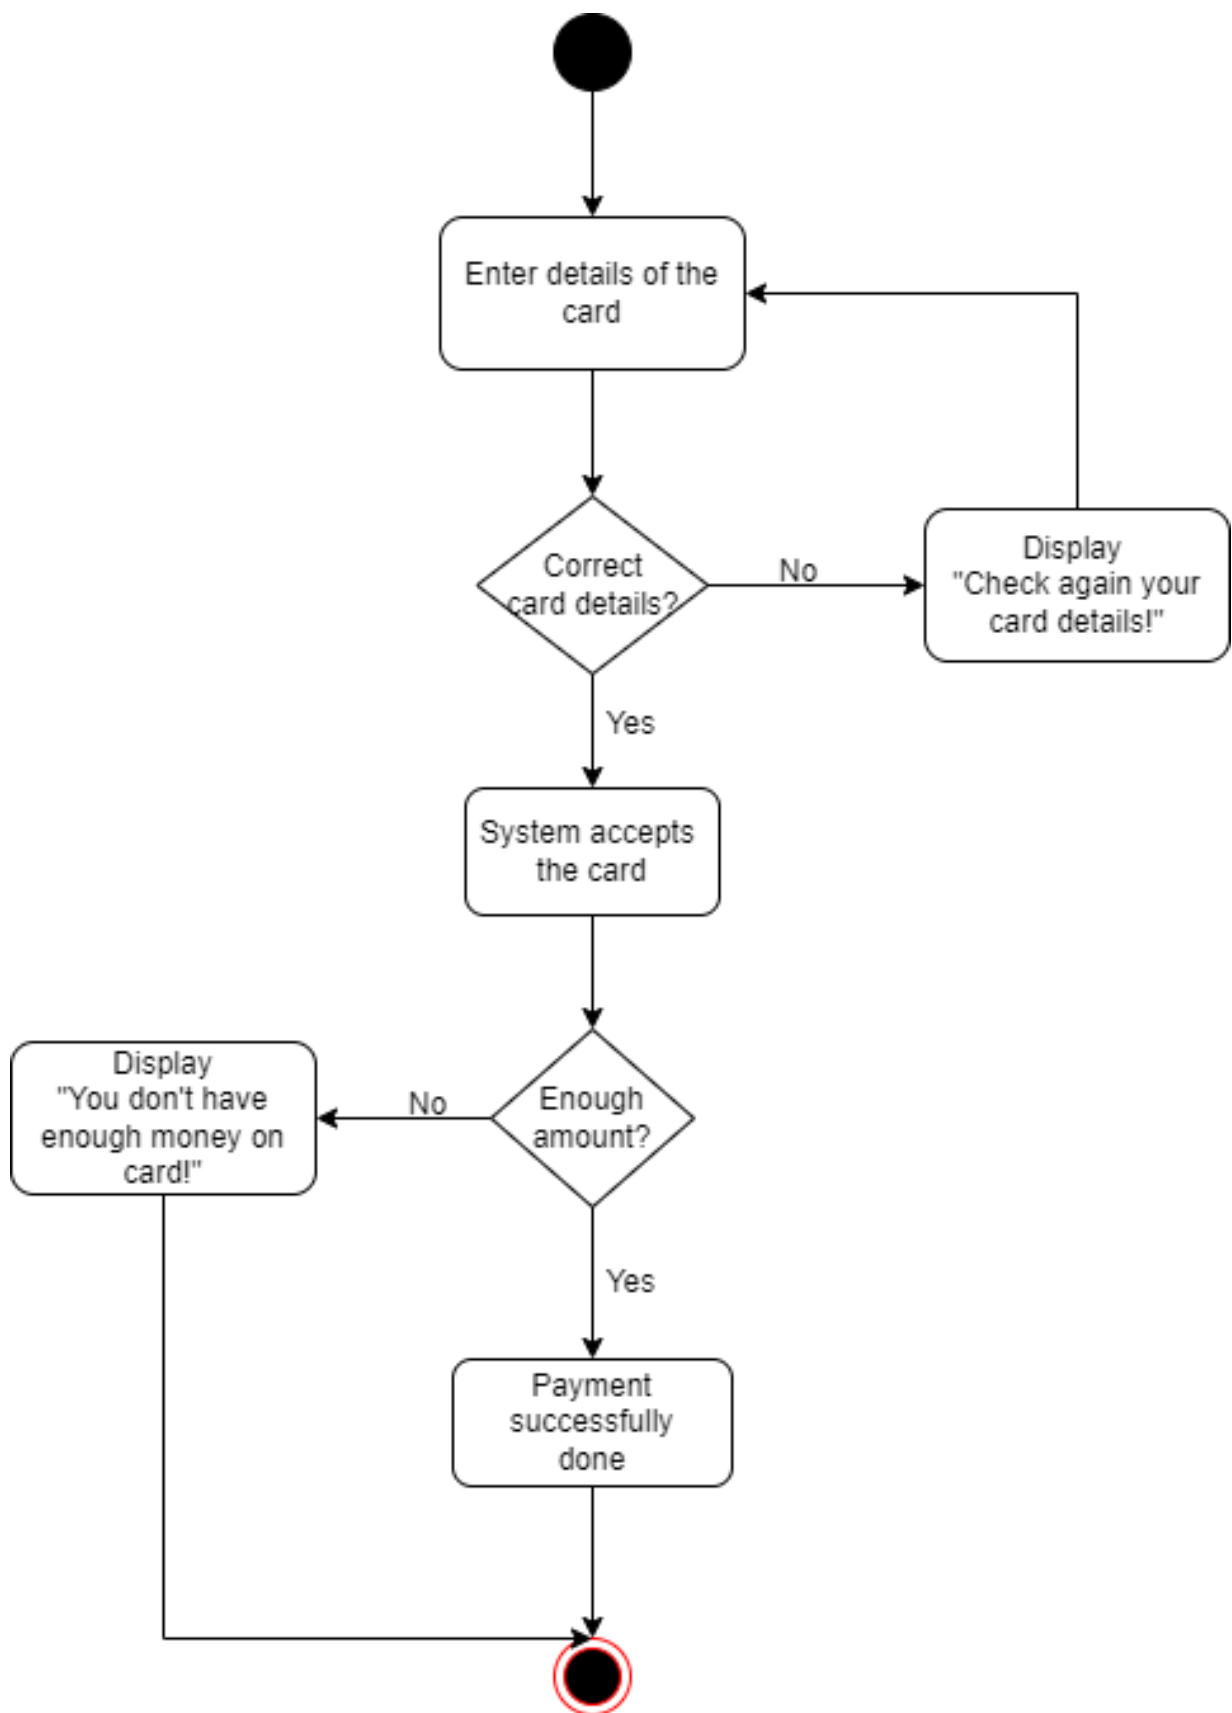 Enter details of the
card
Correct
card details?
No
Display
"Check again your
card details!"
Yes
System accepts
the card
Enough
amount?
No
Display
"You don't have
enough money on
card!"
Yes
Payment
successfully
done